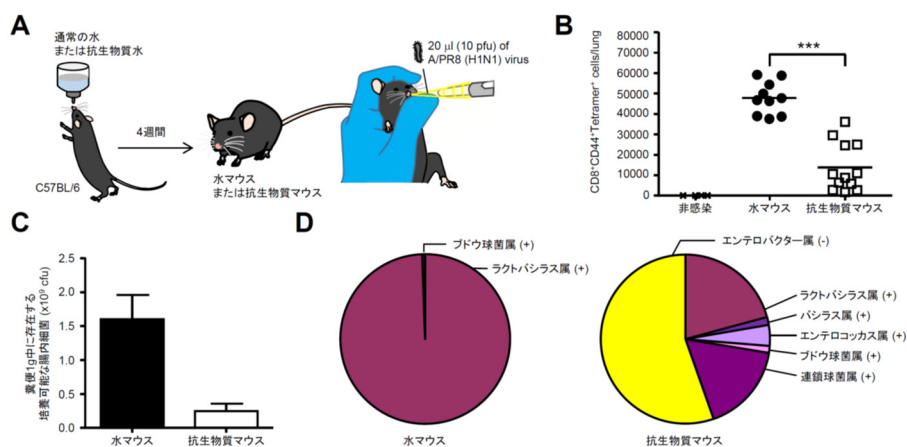 A
通常の水
または抗生物質水
C57BL/6
4週間
水マウス
または抗生物質マウス
20 μl (10 pfu) of
A/PR8 (H1N1) virus
B
CD8⁺CD44⁺Tetramer⁺ cells/lung
80000
70000
60000
50000
40000
30000
20000
10000
0
***
非感染
水マウス
抗生物質マウス
C
糞便1g中に存在する
培養可能な腸内細菌 (x10⁹ cfu)
2.5
2.0
1.5
1.0
0.5
0.0
水マウス
抗生物質マウス
D
ブドウ球菌属 (+)
ラクトバシラス属 (+)
水マウス
エンテロバクター属 (-)
ラクトバシラス属 (+)
バシラス属 (+)
エンテロコッカス属 (+)
ブドウ球菌属 (+)
連鎖球菌属 (+)
抗生物質マウス